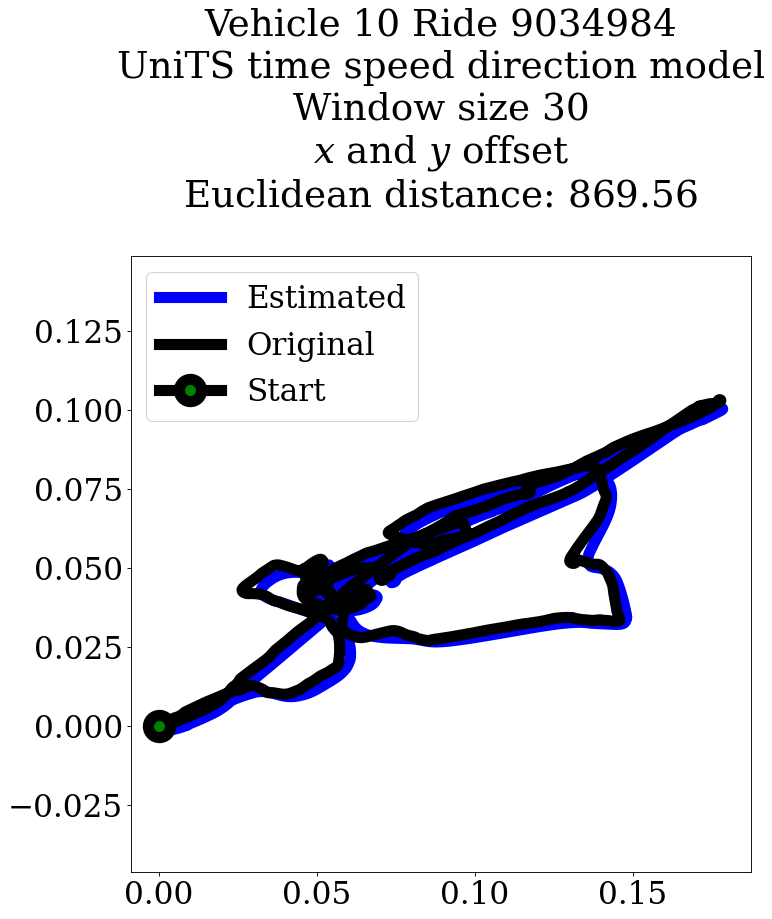 Vehicle 10 Ride 9034984
UniTS time speed direction model
Window size 30
x and y offset
Euclidean distance: 869.56
Estimated
Original
Start
0.125
0.100
0.075
0.050
0.025
0.000
−0.025
0.00 0.05 0.10 0.15